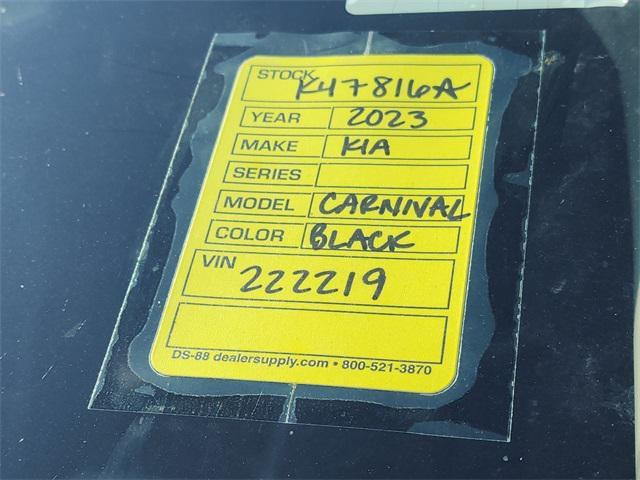 STOCK K47816A
YEAR 2023
MAKE KIA
SERIES
MODEL CARNIVAL
COLOR BLACK
VIN 222219
DS-88 dealersupply.com • 800-521-3870